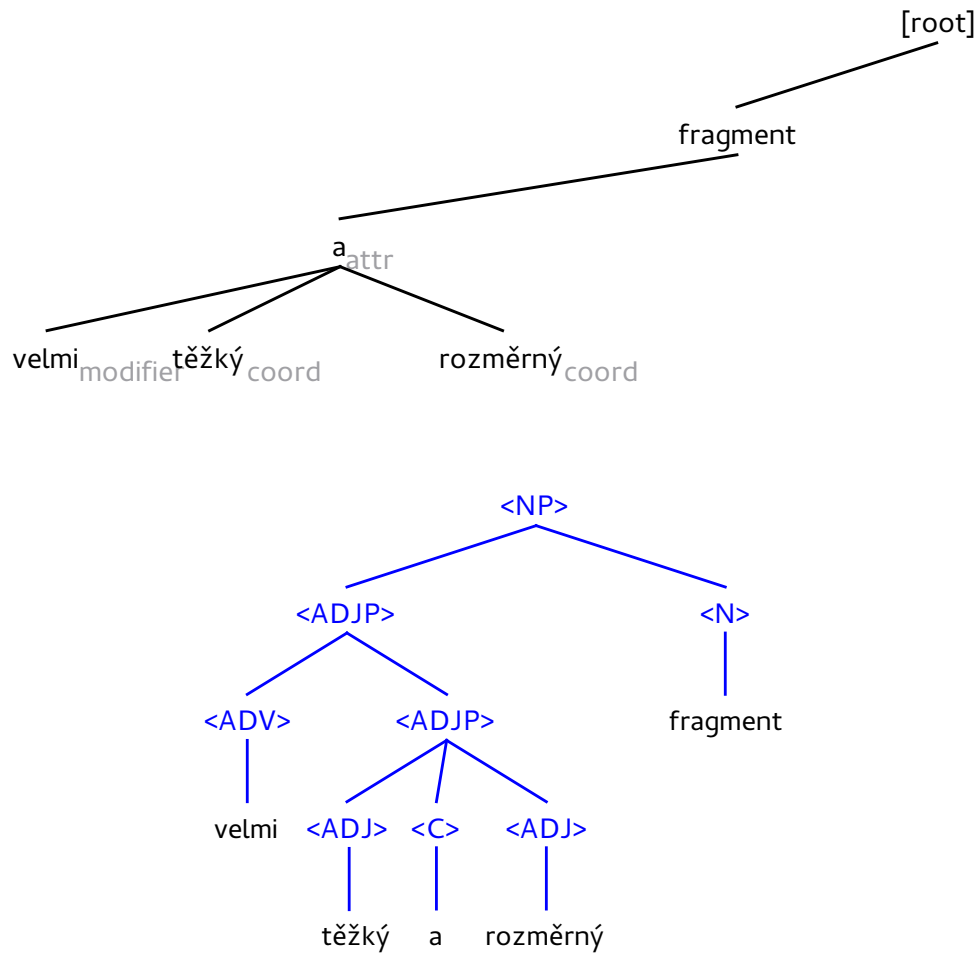 [root]
fragment
a attr
velmi modifier těžký coord rozměrný coord
<NP>
<ADJP> <N>
<ADV> <ADJP> fragment
velmi <ADJ> <C> <ADJ>
těžký a rozměrný